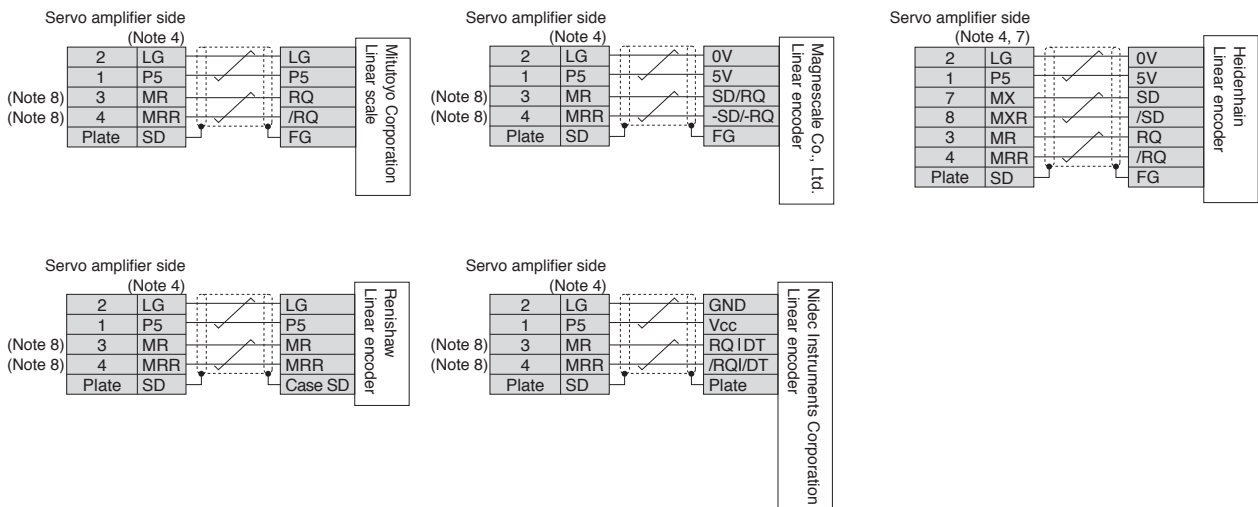 Servo amplifier side
(Note 4)
2 LG LG
1 P5 P5
(Note 8) 3 MR RQ
(Note 8) 4 MRR /RQ
Plate SD FG
Mitutoyo Corporation
Linear scale
Servo amplifier side
(Note 4)
2 LG 0V
1 P5 5V
(Note 8) 3 MR SD/RQ
(Note 8) 4 MRR -SD/-RQ
Plate SD FG
Magnescale Co., Ltd.
Linear encoder
Servo amplifier side
(Note 4, 7)
2 LG 0V
1 P5 5V
7 MX SD
8 MXR /SD
3 MR RQ
4 MRR /RQ
Plate SD FG
Heidenhain
Linear encoder
Servo amplifier side
(Note 4)
2 LG LG
1 P5 P5
(Note 8) 3 MR MR
(Note 8) 4 MRR MRR
Plate SD Case SD
Renishaw
Linear encoder
Servo amplifier side
(Note 4)
2 LG GND
1 P5 Vcc
(Note 8) 3 MR RQIDT
(Note 8) 4 MRR /RQI/DT
Plate SD Plate
Nidec Instruments Corporation
Linear encoder